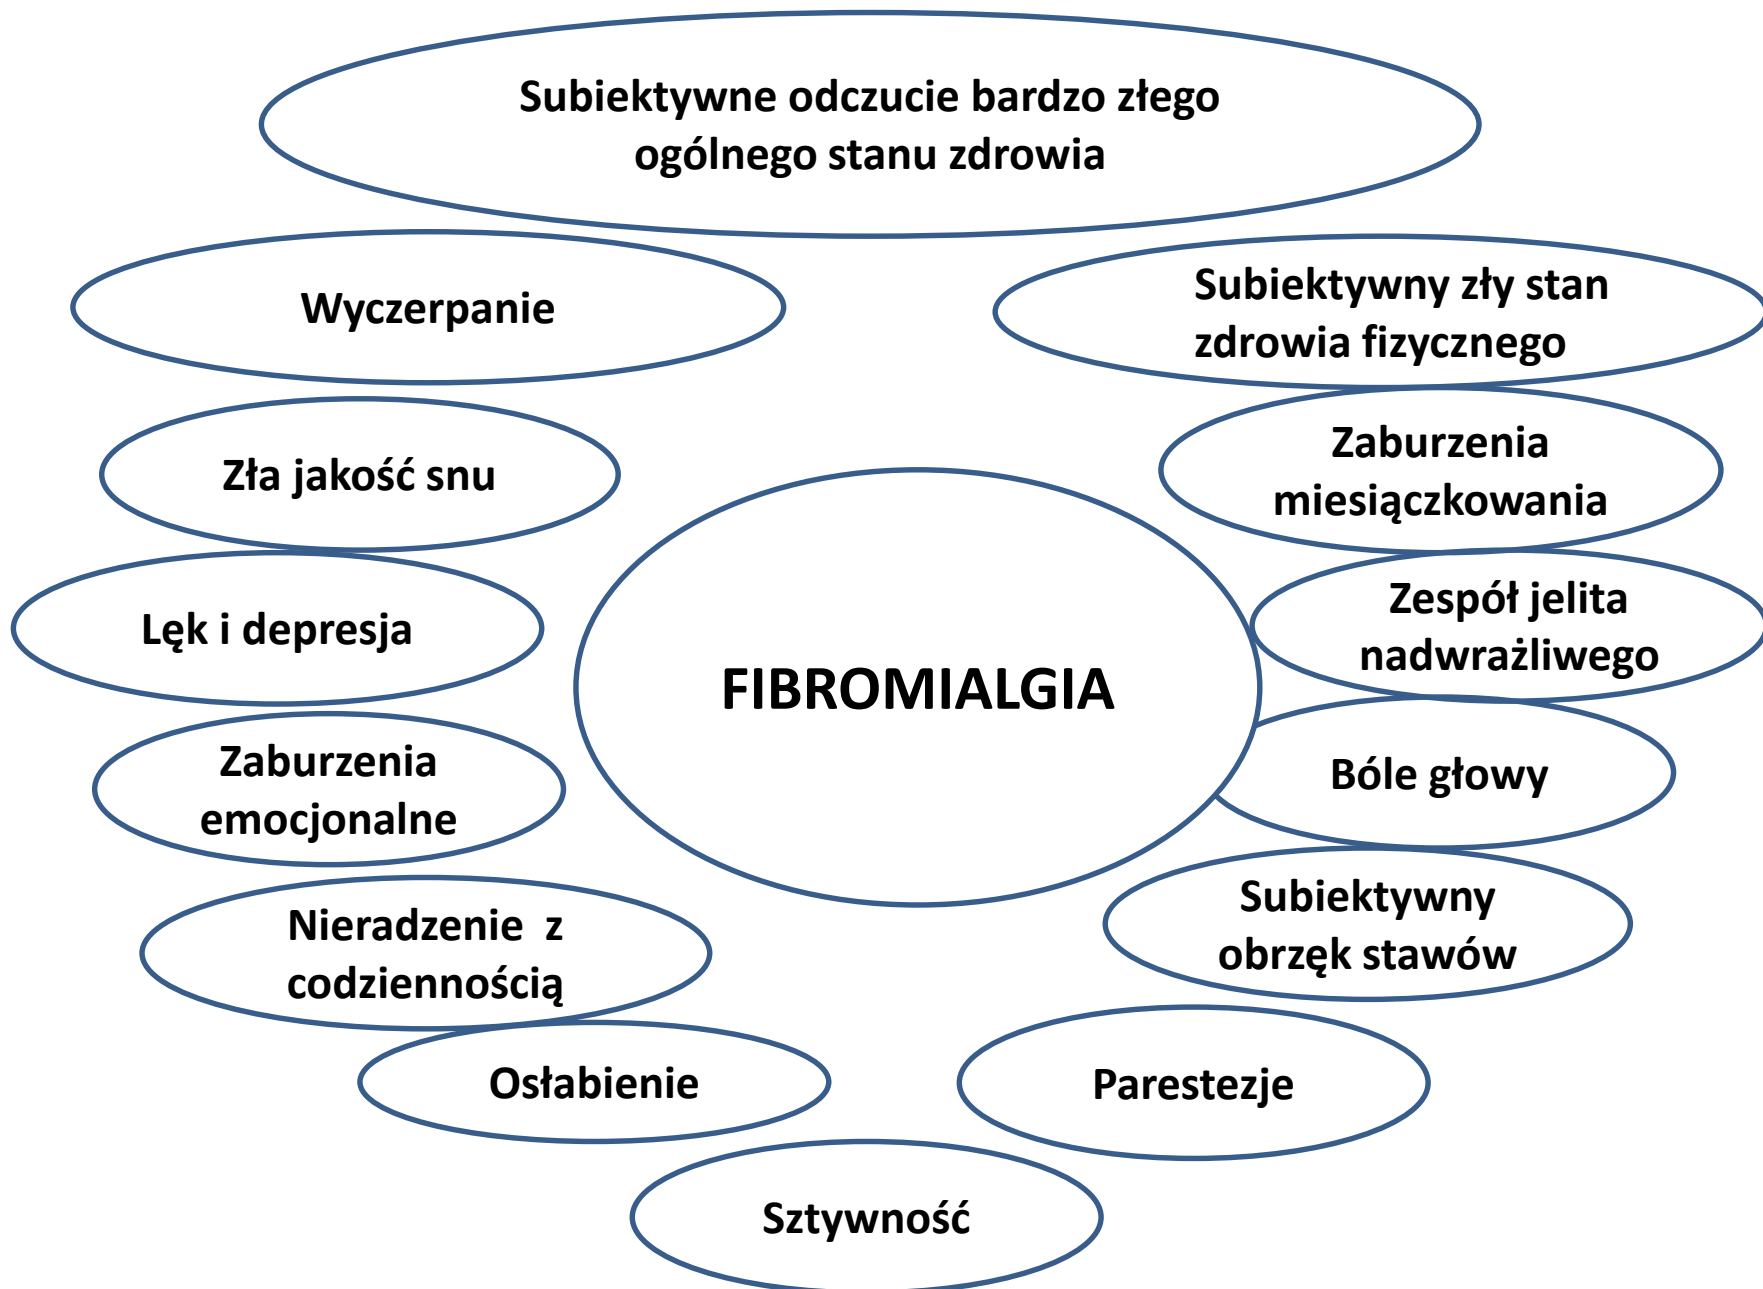 Subiektywne odczucie bardzo złego
ogólnego stanu zdrowia
Wyczerpanie
Subiektywny zły stan
zdrowia fizycznego
Zła jakość snu
Zaburzenia
miesiączkowania
Lęk i depresja
Zespół jelita
nadwrażliwego
FIBROMIALGIA
Zaburzenia
emocjonalne
Bóle głowy
Nieradzenie z
codziennością
Subiektywny
obrzęk stawów
Osłabienie
Parestezje
Sztywność